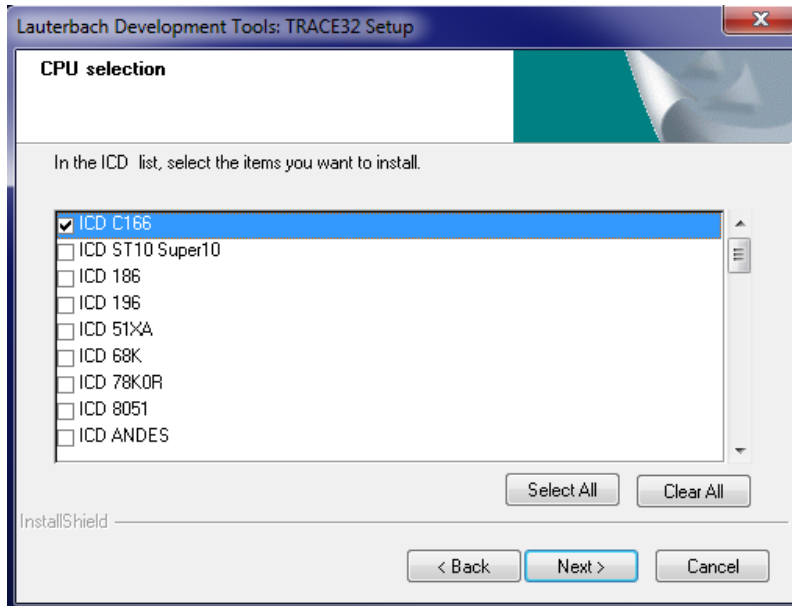 Lauterbach Development Tools: TRACE32 Setup
CPU selection
In the ICD list, select the items you want to install.
ICD C166
ICD ST10 Super10
ICD 186
ICD 196
ICD 51XA
ICD 68K
ICD 78K0R
ICD 8051
ICD ANDES
Select All
Clear All
InstallShield
< Back
Next >
Cancel